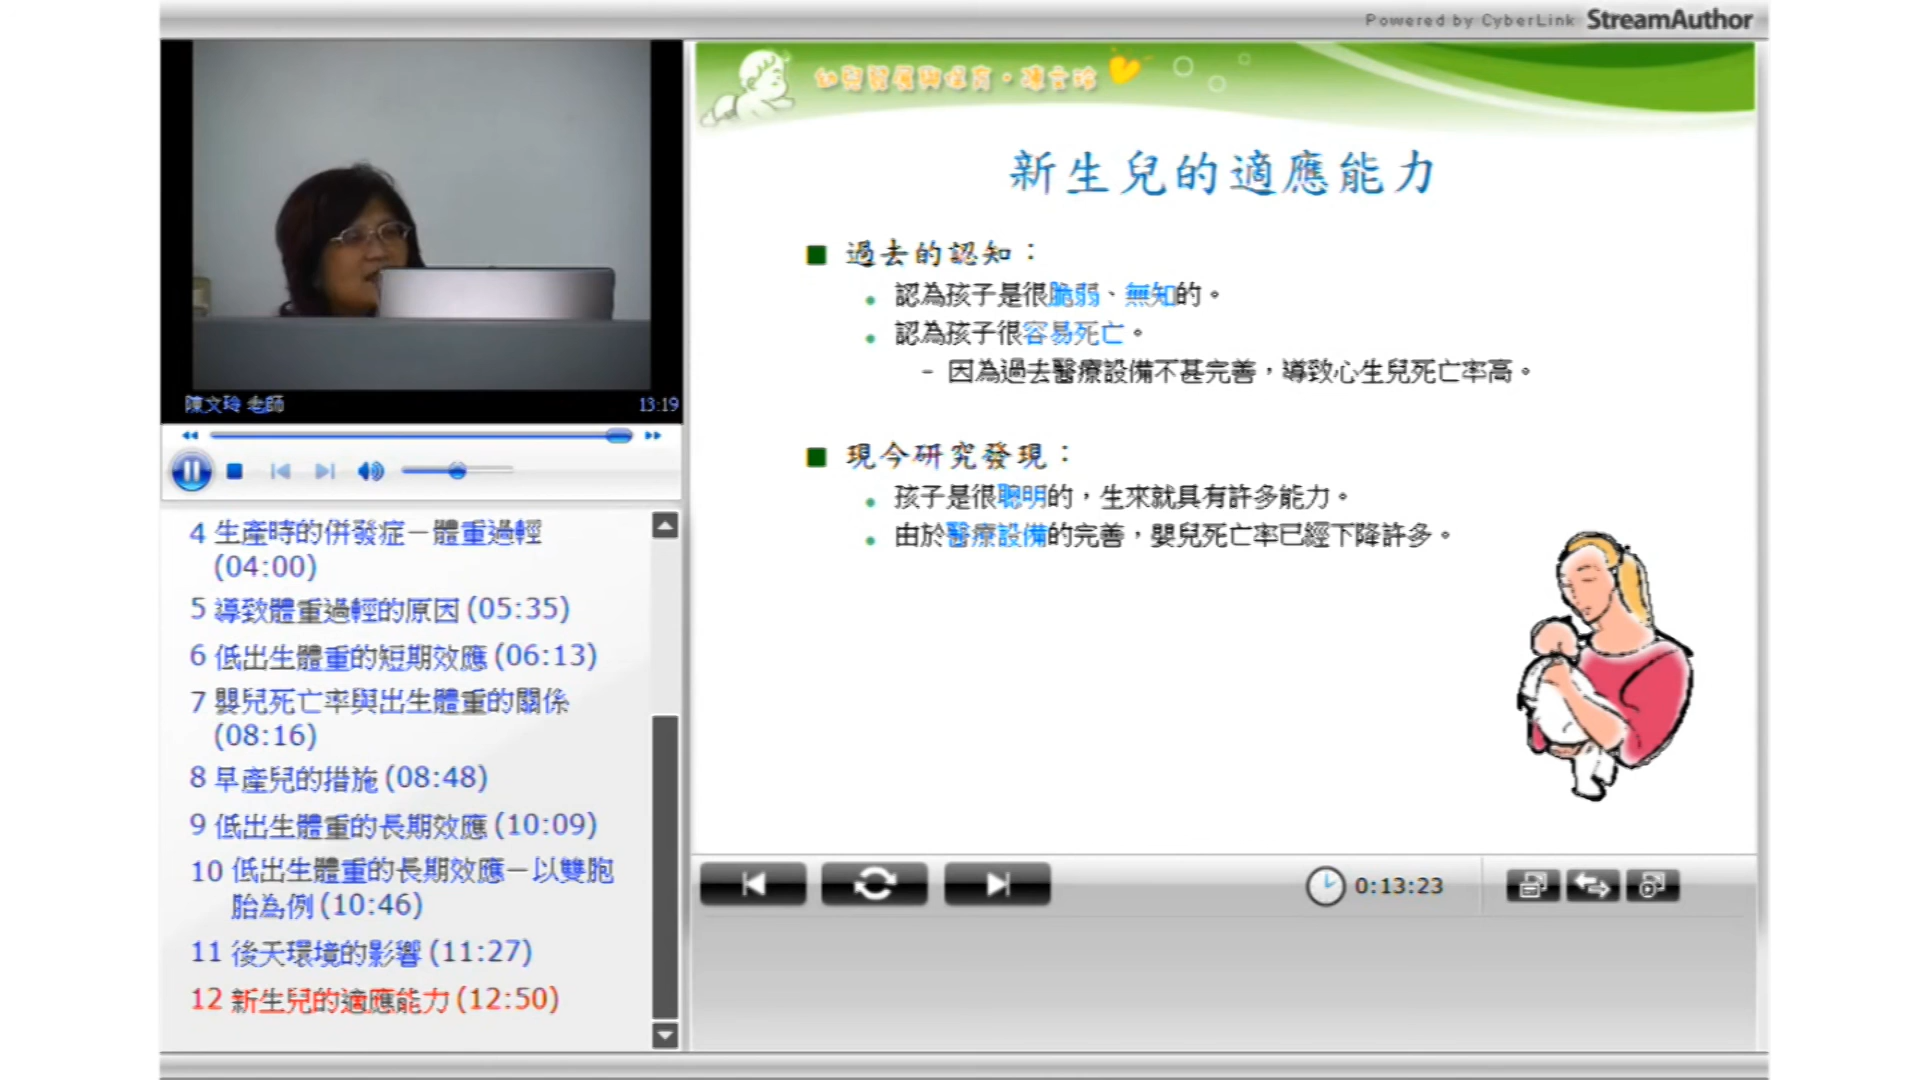 Powered by CyberLink StreamAuthor
幼兒發展與保育。陳文玲
新生兒的適應能力
過去的認知：
認為孩子是很脆弱、無知的。
認為孩子很容易死亡。
– 因為過去醫療設備不甚完善，導致心生兒死亡率高。
現今研究發現：
孩子是很聰明的，生來就具有許多能力。
由於醫療設備的完善，嬰兒死亡率已經下降許多。
陳文玲 老師
13:19
4 生產時的併發症－體重過輕
(04:00)
5 導致體重過輕的原因 (05:35)
6 低出生體重的短期效應 (06:13)
7 嬰兒死亡率與出生體重的關係
(08:16)
8 早產兒的措施 (08:48)
9 低出生體重的長期效應 (10:09)
10 低出生體重的長期效應－以雙胞
胎為例 (10:46)
11 後天環境的影響 (11:27)
12 新生兒的適應能力 (12:50)
0:13:23